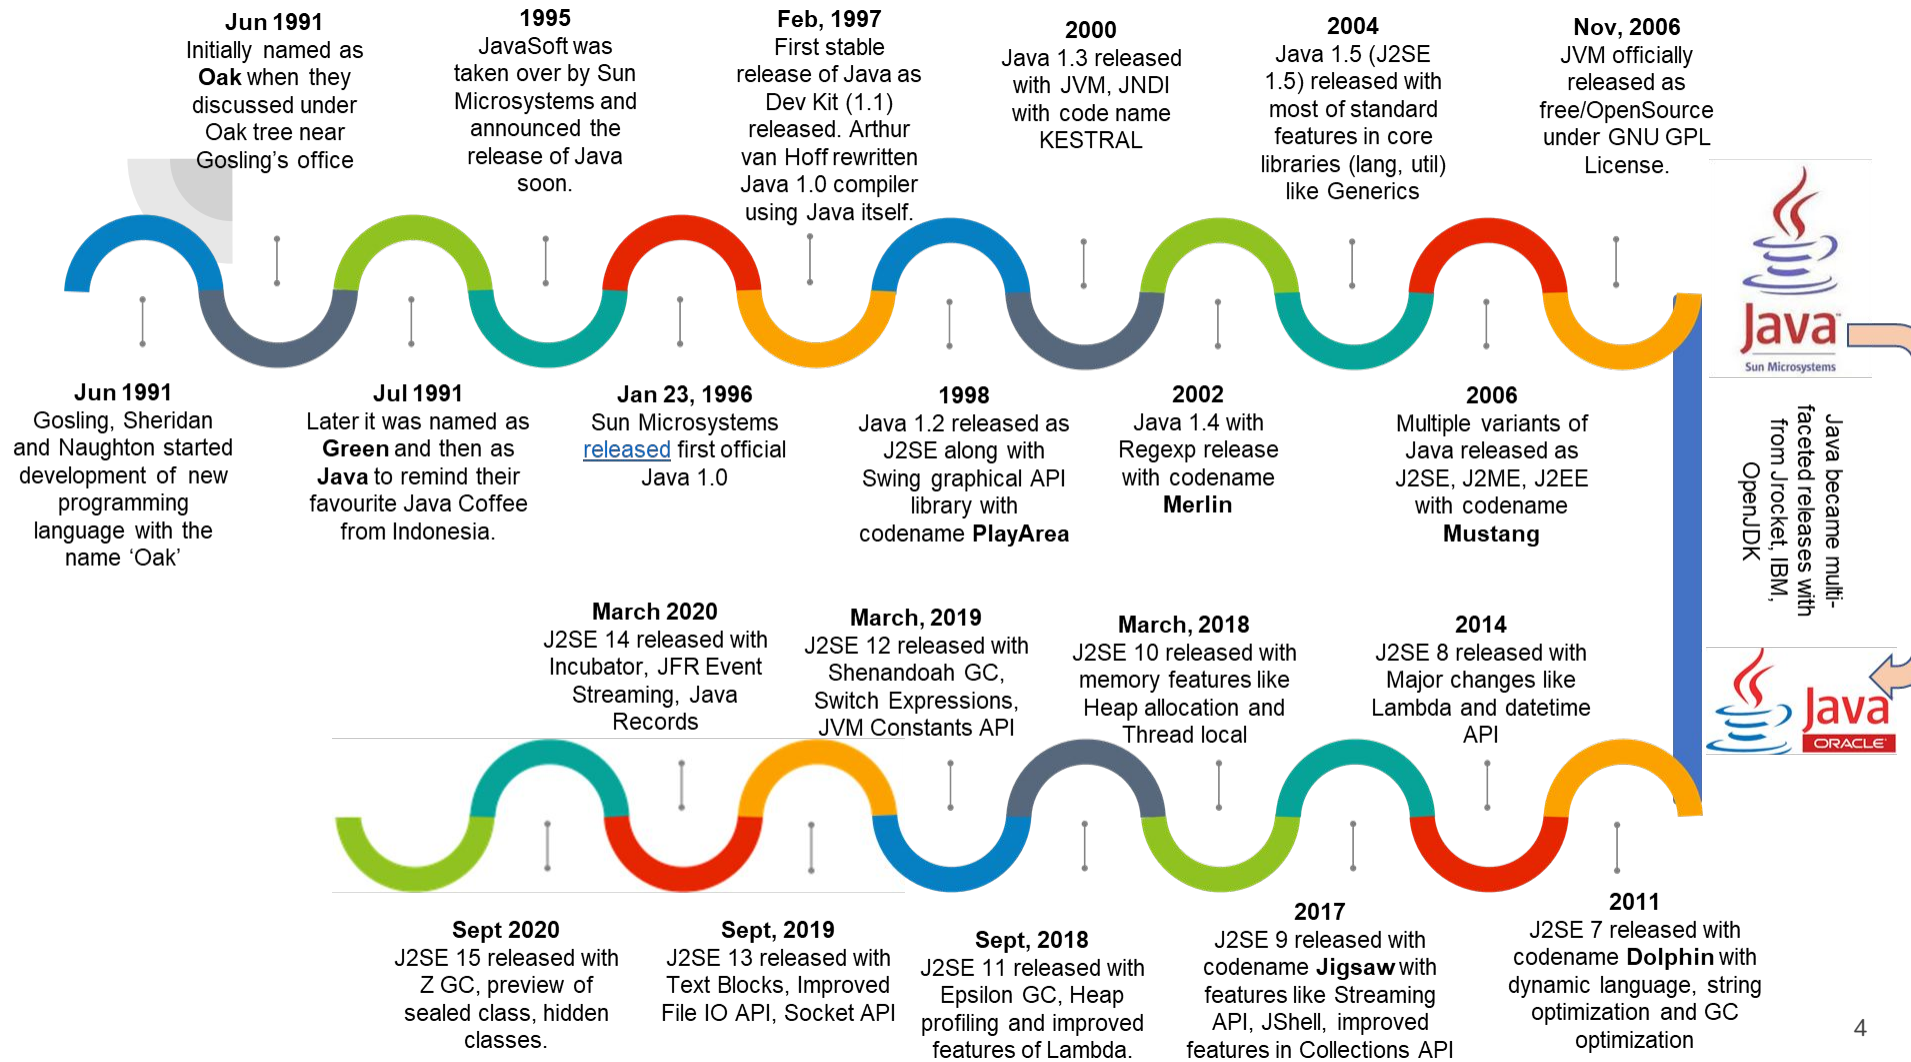 Jun 1991
Initially named as
Oak when they
discussed under
Oak tree near
Gosling's office
1995
JavaSoft was
taken over by Sun
Microsystems and
announced the
release of Java
soon.
Feb, 1997
First stable
release of Java as
Dev Kit (1.1)
released. Arthur
van Hoff rewritten
Java 1.0 compiler
using Java itself.
2000
Java 1.3 released
with JVM, JNDI
with code name
KESTRAL
2004
Java 1.5 (J2SE
1.5) released with
most of standard
features in core
libraries (lang, util)
like Generics
Nov, 2006
JVM officially
released as
free/OpenSource
under GNU GPL
License.
Java™
Sun Microsystems
Jun 1991
Gosling, Sheridan
and Naughton started
development of new
programming
language with the
name ‘Oak’
Jul 1991
Later it was named as
Green and then as
Java to remind their
favourite Java Coffee
from Indonesia.
Jan 23, 1996
Sun Microsystems
released first official
Java 1.0
1998
Java 1.2 released as
J2SE along with
Swing graphical API
library with
codename PlayArea
2002
Java 1.4 with
Regexp release
with codename
Merlin
2006
Multiple variants of
Java released as
J2SE, J2ME, J2EE
with codename
Mustang
Java became multi-
faceted releases with
from Jrocket, IBM,
OpenJDK
Java
ORACLE
March 2020
J2SE 14 released with
Incubator, JFR Event
Streaming, Java
Records
March, 2019
J2SE 12 released with
Shenandoah GC,
Switch Expressions,
JVM Constants API
March, 2018
J2SE 10 released with
memory features like
Heap allocation and
Thread local
2014
J2SE 8 released with
Major changes like
Lambda and datetime
API
Sept 2020
J2SE 15 released with
Z GC, preview of
sealed class, hidden
classes.
Sept, 2019
J2SE 13 released with
Text Blocks, Improved
File IO API, Socket API
Sept, 2018
J2SE 11 released with
Epsilon GC, Heap
profiling and improved
features of Lambda.
2017
J2SE 9 released with
codename Jigsaw with
features like Streaming
API, JShell, improved
features in Collections API
2011
J2SE 7 released with
codename Dolphin with
dynamic language, string
optimization and GC
optimization
4